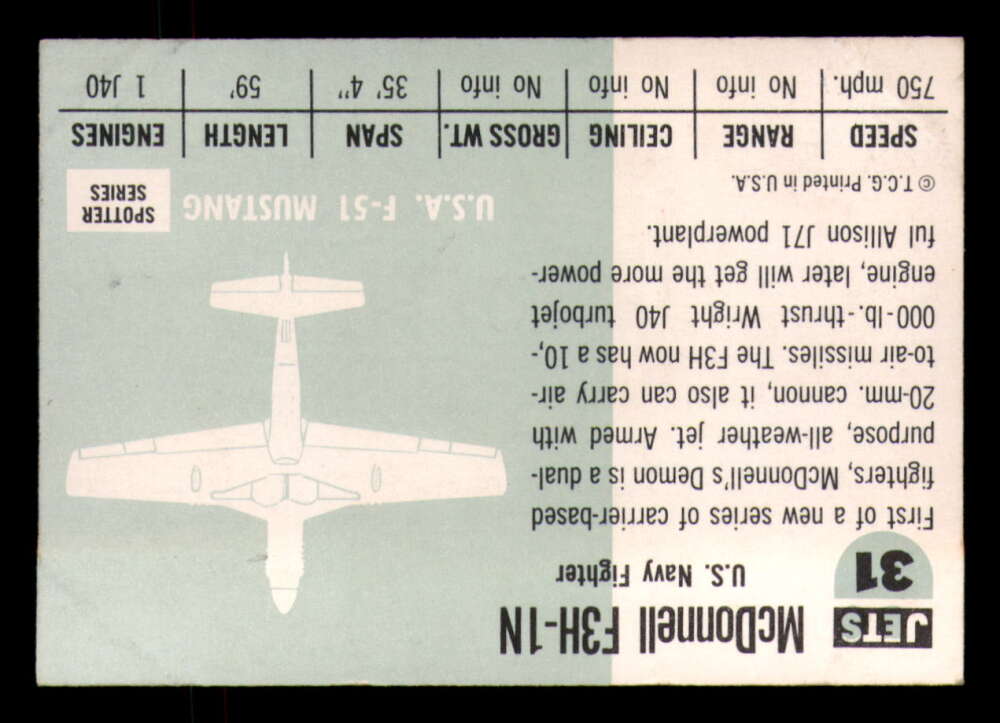 JETS
31
McDonnell F3H-1N
U.S. Navy Fighter
First of a new series of carrier-based
fighters, McDonnell's Demon is a dual-
purpose, all-weather jet. Armed with
20-mm. cannon, it also can carry air-
to-air missiles. The F3H now has a 10,-
000-lb.-thrust Wright J40 turbojet
engine, later will get the more power-
ful Allison J71 powerplant.
© T.C.G. Printed in U.S.A.
U.S.A. F-51 MUSTANG
SPOTTER
SERIES
SPEED RANGE CEILING GROSS WT. SPAN LENGTH ENGINES
750 mph. No info No info No info 35' 4" 59' 1 J40